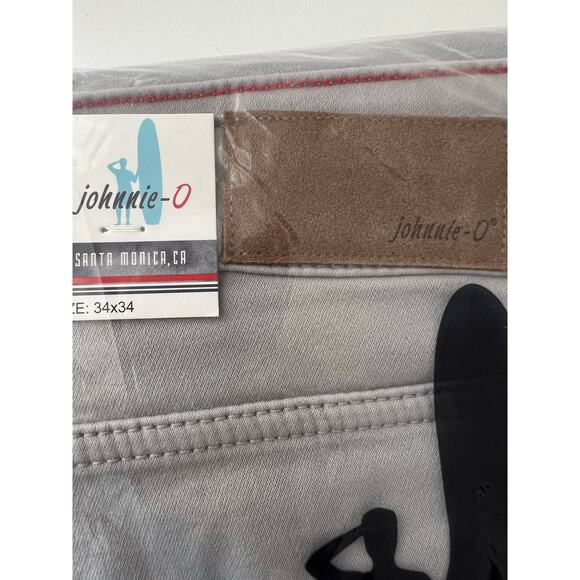 johnnie-O
SANTA MONICA, CA
ZE: 34x34
johnnie-O®